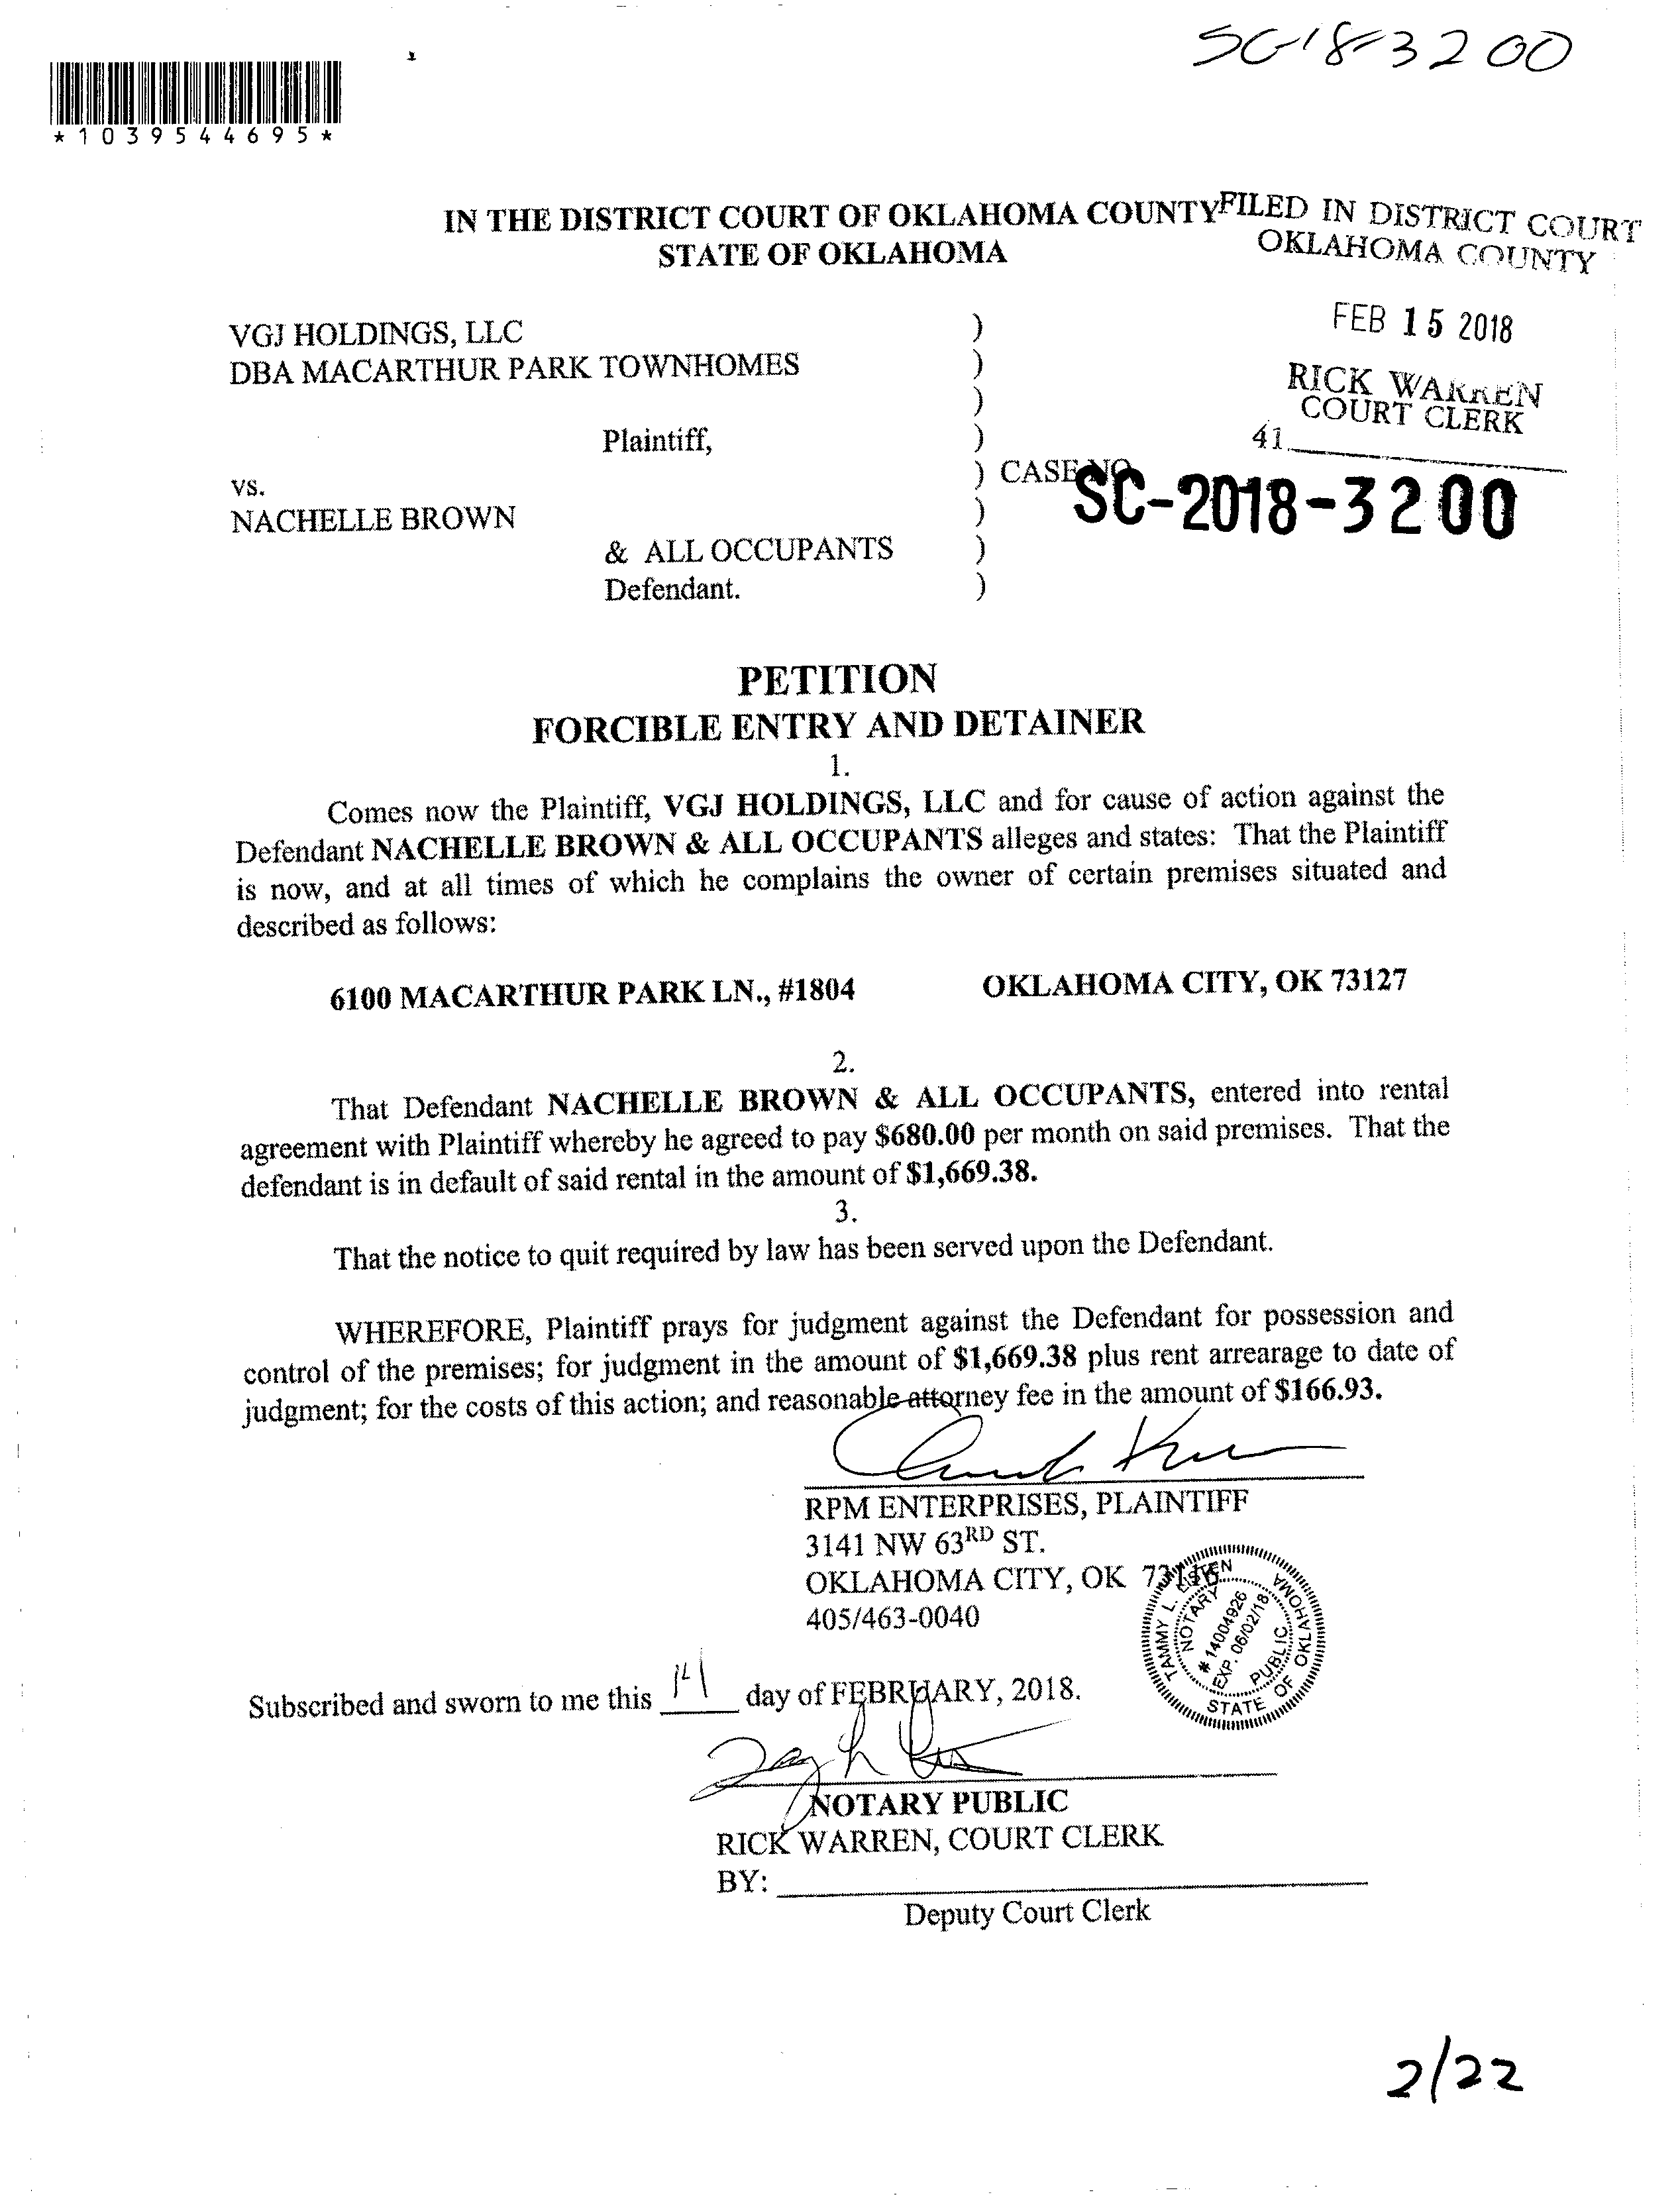 SC-18-3200
*1039544695*
IN THE DISTRICT COURT OF OKLAHOMA COUNTY
STATE OF OKLAHOMA
FILED IN DISTRICT COURT
OKLAHOMA COUNTY
FEB 15 2018
RICK WARREN
COURT CLERK
41
VGJ HOLDINGS, LLC )
DBA MACARTHUR PARK TOWNHOMES )
)
Plaintiff, )
) CASE NO.
SC-2018-3200
vs.
NACHELLE BROWN )
& ALL OCCUPANTS )
Defendant. )
PETITION
FORCIBLE ENTRY AND DETAINER
1.
Comes now the Plaintiff, VGJ HOLDINGS, LLC and for cause of action against the
Defendant NACHELLE BROWN & ALL OCCUPANTS alleges and states: That the Plaintiff
is now, and at all times of which he complains the owner of certain premises situated and
described as follows:
6100 MACARTHUR PARK LN., #1804 OKLAHOMA CITY, OK 73127
2.
That Defendant NACHELLE BROWN & ALL OCCUPANTS, entered into rental
agreement with Plaintiff whereby he agreed to pay $680.00 per month on said premises. That the
defendant is in default of said rental in the amount of $1,669.38.
3.
That the notice to quit required by law has been served upon the Defendant.
WHEREFORE, Plaintiff prays for judgment against the Defendant for possession and
control of the premises; for judgment in the amount of $1,669.38 plus rent arrearage to date of
judgment; for the costs of this action; and reasonable attorney fee in the amount of $166.93.
RPM ENTERPRISES, PLAINTIFF
3141 NW 63RD ST.
OKLAHOMA CITY, OK 73116
405/463-0040
TAMMY L.
NOTARY
# 14004926
EXP. 06/02/18
PUBLIC
STATE OF OKLAHOMA
Subscribed and sworn to me this 14 day of FEBRUARY, 2018.
NOTARY PUBLIC
RICK WARREN, COURT CLERK
BY:
Deputy Court Clerk
2/22